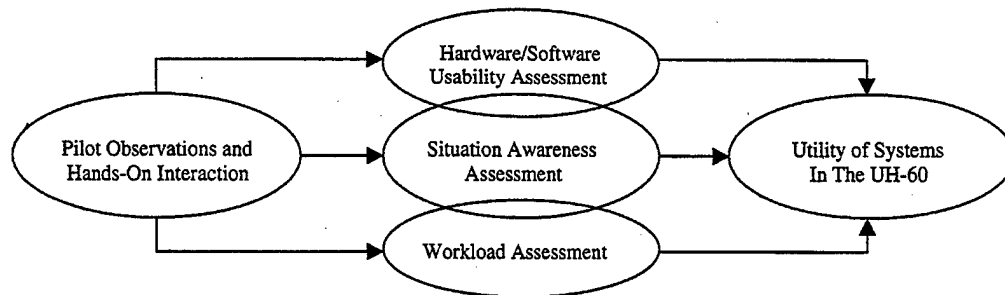 Hardware/Software
Usability Assessment
Pilot Observations and
Hands-On Interaction
Situation Awareness
Assessment
Utility of Systems
In The UH-60
Workload Assessment